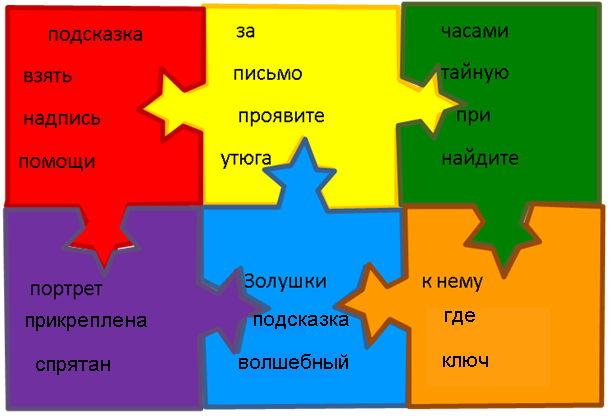 подсказка за часами
взять письмо тайную
надпись проявите при
помощи утюга найдите
портрет Золушки к нему
прикреплена подсказка где
спрятан волшебный ключ